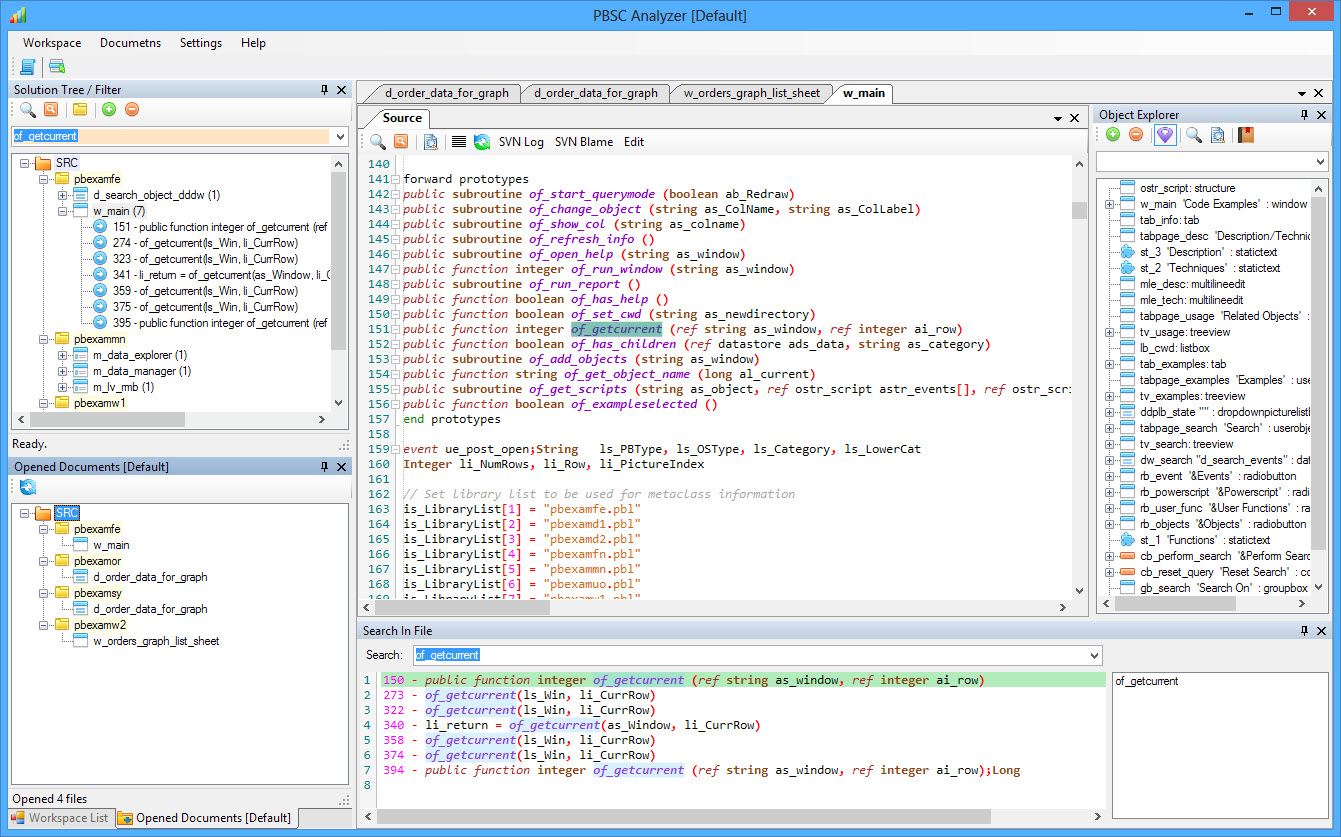 PBSC Analyzer [Default]
Workspace Documetns Settings Help
Solution Tree / Filter
of_getcurrent
SRC
pbexamfe
d_search_object_dddw (1)
w_main (7)
151 - public function integer of_getcurrent (ref
274 - of_getcurrent(ls_Win, li_CurRow)
323 - of_getcurrent(ls_Win, li_CurrRow)
341 - li_return = of_getcurrent(as_Window, li_C
359 - of_getcurrent(ls_Win, li_CurrRow)
375 - of_getcurrent(ls_Win, li_CurrRow)
395 - public function integer of_getcurrent (ref
pbexammn
m_data_explorer (1)
m_data_manager (1)
m_lv_rmb (1)
pbexamw1
Ready.
Opened Documents [Default]
SRC
pbexamfe
w_main
pbexamor
d_order_data_for_graph
pbexamsy
d_order_data_for_graph
pbexamw2
w_orders_graph_list_sheet
Opened 4 files
Workspace List Opened Documents [Default]
d_order_data_for_graph d_order_data_for_graph w_orders_graph_list_sheet w_main
Source
SVN Log SVN Blame Edit
140
141 forward prototypes
142 public subroutine of_start_querymode (boolean ab_Redraw)
143 public subroutine of_change_object (string as_ColName, string as_ColLabel)
144 public subroutine of_show_col (string as_colname)
145 public subroutine of_refresh_info ()
146 public subroutine of_open_help (string as_window)
147 public function integer of_run_window (string as_window)
148 public subroutine of_run_report ()
149 public function boolean of_has_help ()
150 public function boolean of_set_cwd (string as_newdirectory)
151 public function integer of_getcurrent (ref string as_window, ref integer ai_row)
152 public function boolean of_has_children (ref datastore ads_data, string as_category)
153 public subroutine of_add_objects (string as_window)
154 public function string of_get_object_name (long al_current)
155 public subroutine of_get_scripts (string as_object, ref ostr_script astr_events[], ref ostr_scri
156 public function boolean of_exampleselected ()
157 end prototypes
158
159 event ue_post_open;String ls_PBType, ls_OSType, ls_Category, ls_LowerCat
160 Integer li_NumRows, li_Row, li_PictureIndex
161
162 // Set library list to be used for metaclass information
163 is_LibraryList[1] = "pbexamfe.pbl"
164 is_LibraryList[2] = "pbexamd1.pbl"
165 is_LibraryList[3] = "pbexamd2.pbl"
166 is_LibraryList[4] = "pbexamfn.pbl"
167 is_LibraryList[5] = "pbexammn.pbl"
168 is_LibraryList[6] = "pbexamuo.pbl"
169 is_LibraryList[7] = "pbexamw1.pbl"
Object Explorer
ostr_script: structure
w_main 'Code Examples' : window
tab_info: tab
tabpage_desc 'Description/Technic
st_3 'Description' : statictext
st_2 'Techniques' : statictext
mle_desc: multilineedit
mle_tech: multilineedit
tabpage_usage 'Related Objects' :
tv_usage: treeview
lb_cwd: listbox
tab_examples: tab
tabpage_examples 'Examples' : use
tv_examples: treeview
ddplb_state "" : dropdownpicturelistl
tabpage_search 'Search' : userobje
tv_search: treeview
dw_search "d_search_events" : dat
rb_event '&Events' : radiobutton
rb_powerscript '&Powerscript' : radi
rb_user_func '&User Functions' : ra
rb_objects '&Objects' : radiobutton
st_1 'Functions' : statictext
cb_perform_search '&Perform Searc
cb_reset_query 'Reset Search' : cc
gb_search 'Search On' : groupbox
Search In File
Search: of_getcurrent
1 150 - public function integer of_getcurrent (ref string as_window, ref integer ai_row)
2 273 - of_getcurrent(ls_Win, li_CurrRow)
3 322 - of_getcurrent(ls_Win, li_CurrRow)
4 340 - li_return = of_getcurrent(as_Window, li_CurrRow)
5 358 - of_getcurrent(ls_Win, li_CurrRow)
6 374 - of_getcurrent(ls_Win, li_CurrRow)
7 394 - public function integer of_getcurrent (ref string as_window, ref integer ai_row);Long
8
of_getcurrent